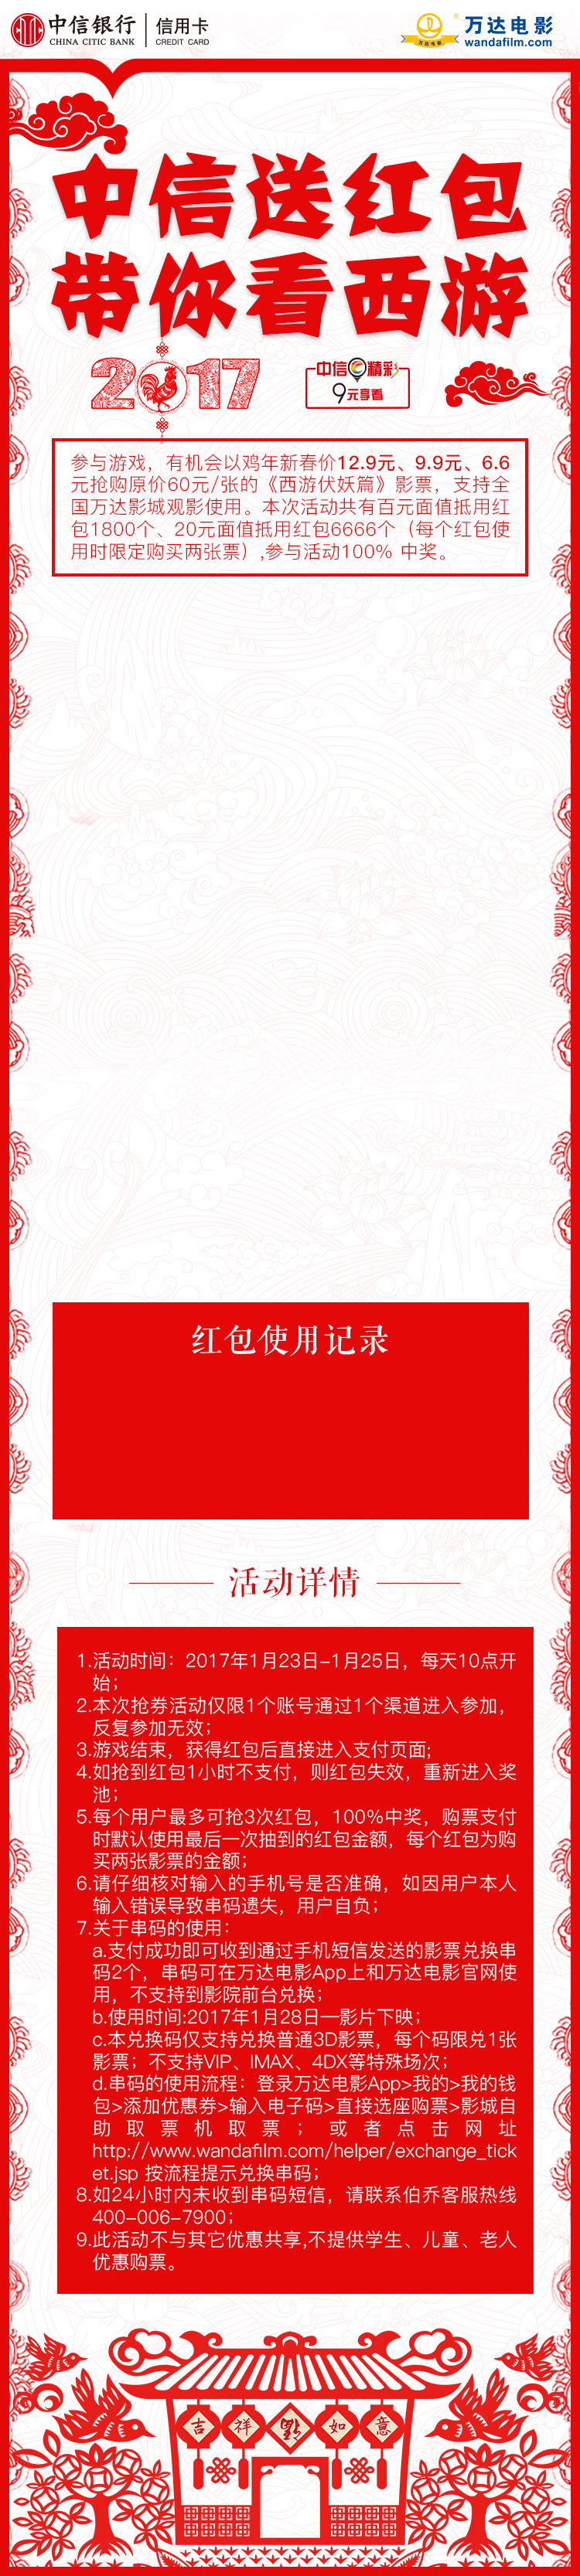 中信银行
CHINA CITIC BANK
信用卡
CREDIT CARD
万达电影
万达电影
wandafilm.com
中信送红包
带你看西游
2017
中信 精彩
9元享看
参与游戏，有机会以鸡年新春价12.9元、9.9元、6.6
元抢购原价60元/张的《西游伏妖篇》影票，支持全
国万达影城观影使用。本次活动共有百元面值抵用红
包1800个、20元面值抵用红包6666个（每个红包使
用时限定购买两张票）,参与活动100% 中奖。
红包使用记录
活动详情
1.活动时间：2017年1月23日-1月25日，每天10点开
始；
2.本次抢券活动仅限1个账号通过1个渠道进入参加，
反复参加无效；
3.游戏结束，获得红包后直接进入支付页面;
4.如抢到红包1小时不支付，则红包失效，重新进入奖
池；
5.每个用户最多可抢3次红包，100%中奖，购票支付
时默认使用最后一次抽到的红包金额，每个红包为购
买两张影票的金额；
6.请仔细核对输入的手机号是否准确，如因用户本人
输入错误导致串码遗失，用户自负；
7.关于串码的使用：
a.支付成功即可收到通过手机短信发送的影票兑换串
码2个，串码可在万达电影App上和万达电影官网使
用，不支持到影院前台兑换；
b.使用时间:2017年1月28日—影片下映；
c.本兑换码仅支持兑换普通3D影票，每个码限兑1张
影票；不支持VIP、IMAX、4DX等特殊场次；
d.串码的使用流程：登录万达电影App>我的>我的钱
包>添加优惠券>输入电子码>直接选座购票>影城自
助取票机取票；或者点击网址
http://www.wandafilm.com/helper/exchange_tick
et.jsp 按流程提示兑换串码；
8.如24小时内未收到串码短信，请联系伯乔客服热线
400-006-7900；
9.此活动不与其它优惠共享,不提供学生、儿童、老人
优惠购票。
吉祥福如意